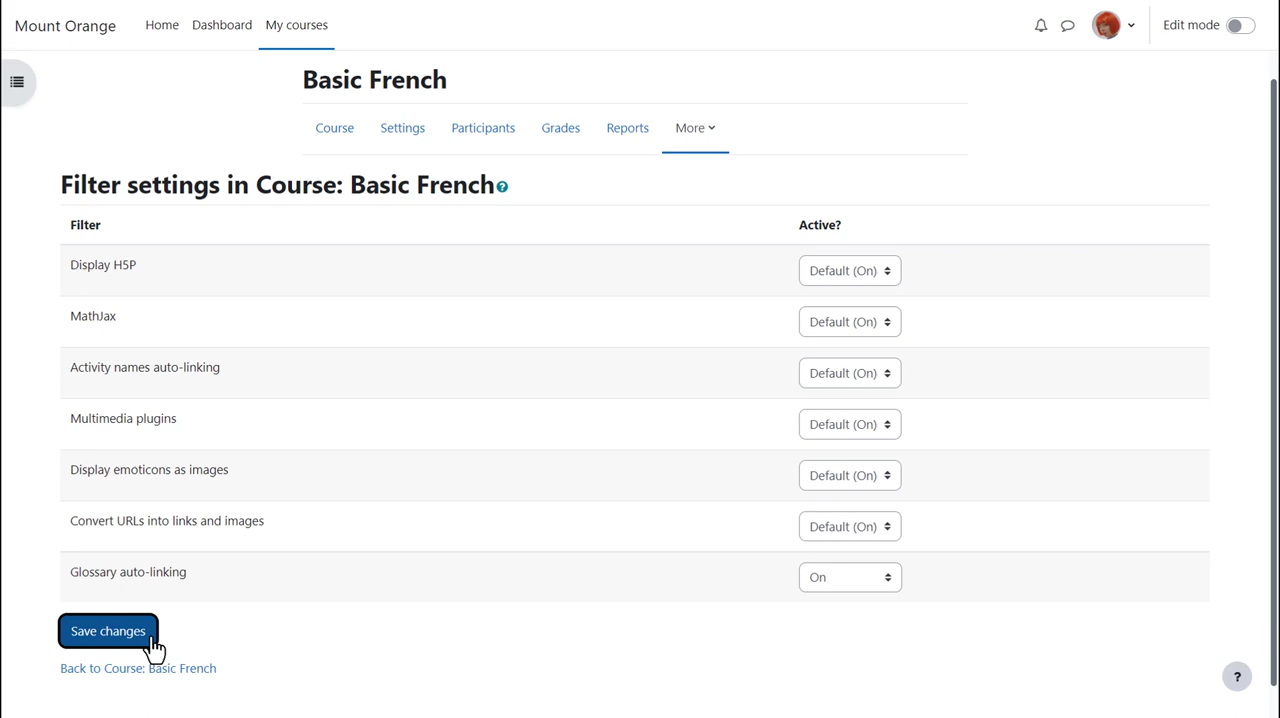 Mount Orange Home Dashboard My courses Edit mode
Basic French
Course Settings Participants Grades Reports More
Filter settings in Course: Basic French ?
Filter Active?
Display H5P Default (On)
MathJax Default (On)
Activity names auto-linking Default (On)
Multimedia plugins Default (On)
Display emoticons as images Default (On)
Convert URLs into links and images Default (On)
Glossary auto-linking On
Save changes
Back to Course: Basic French
?